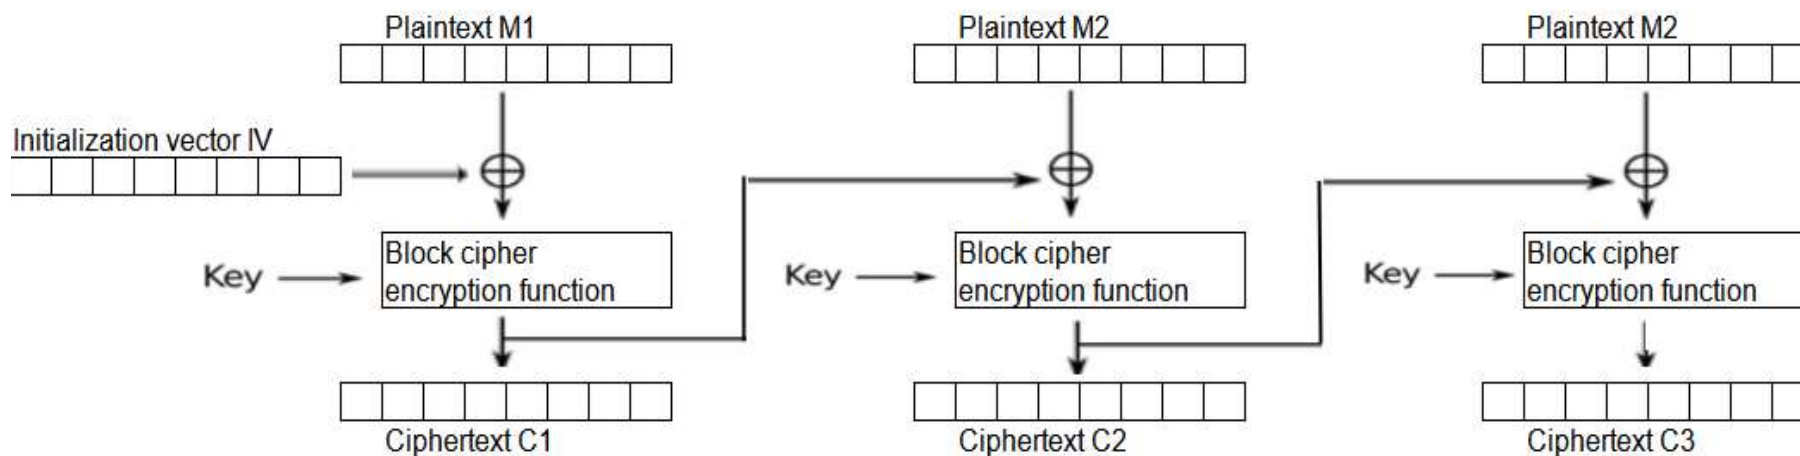 Plaintext M1
Plaintext M2
Plaintext M2
Initialization vector IV
Key
Block cipher
encryption function
Key
Block cipher
encryption function
Key
Block cipher
encryption function
Ciphertext C1
Ciphertext C2
Ciphertext C3